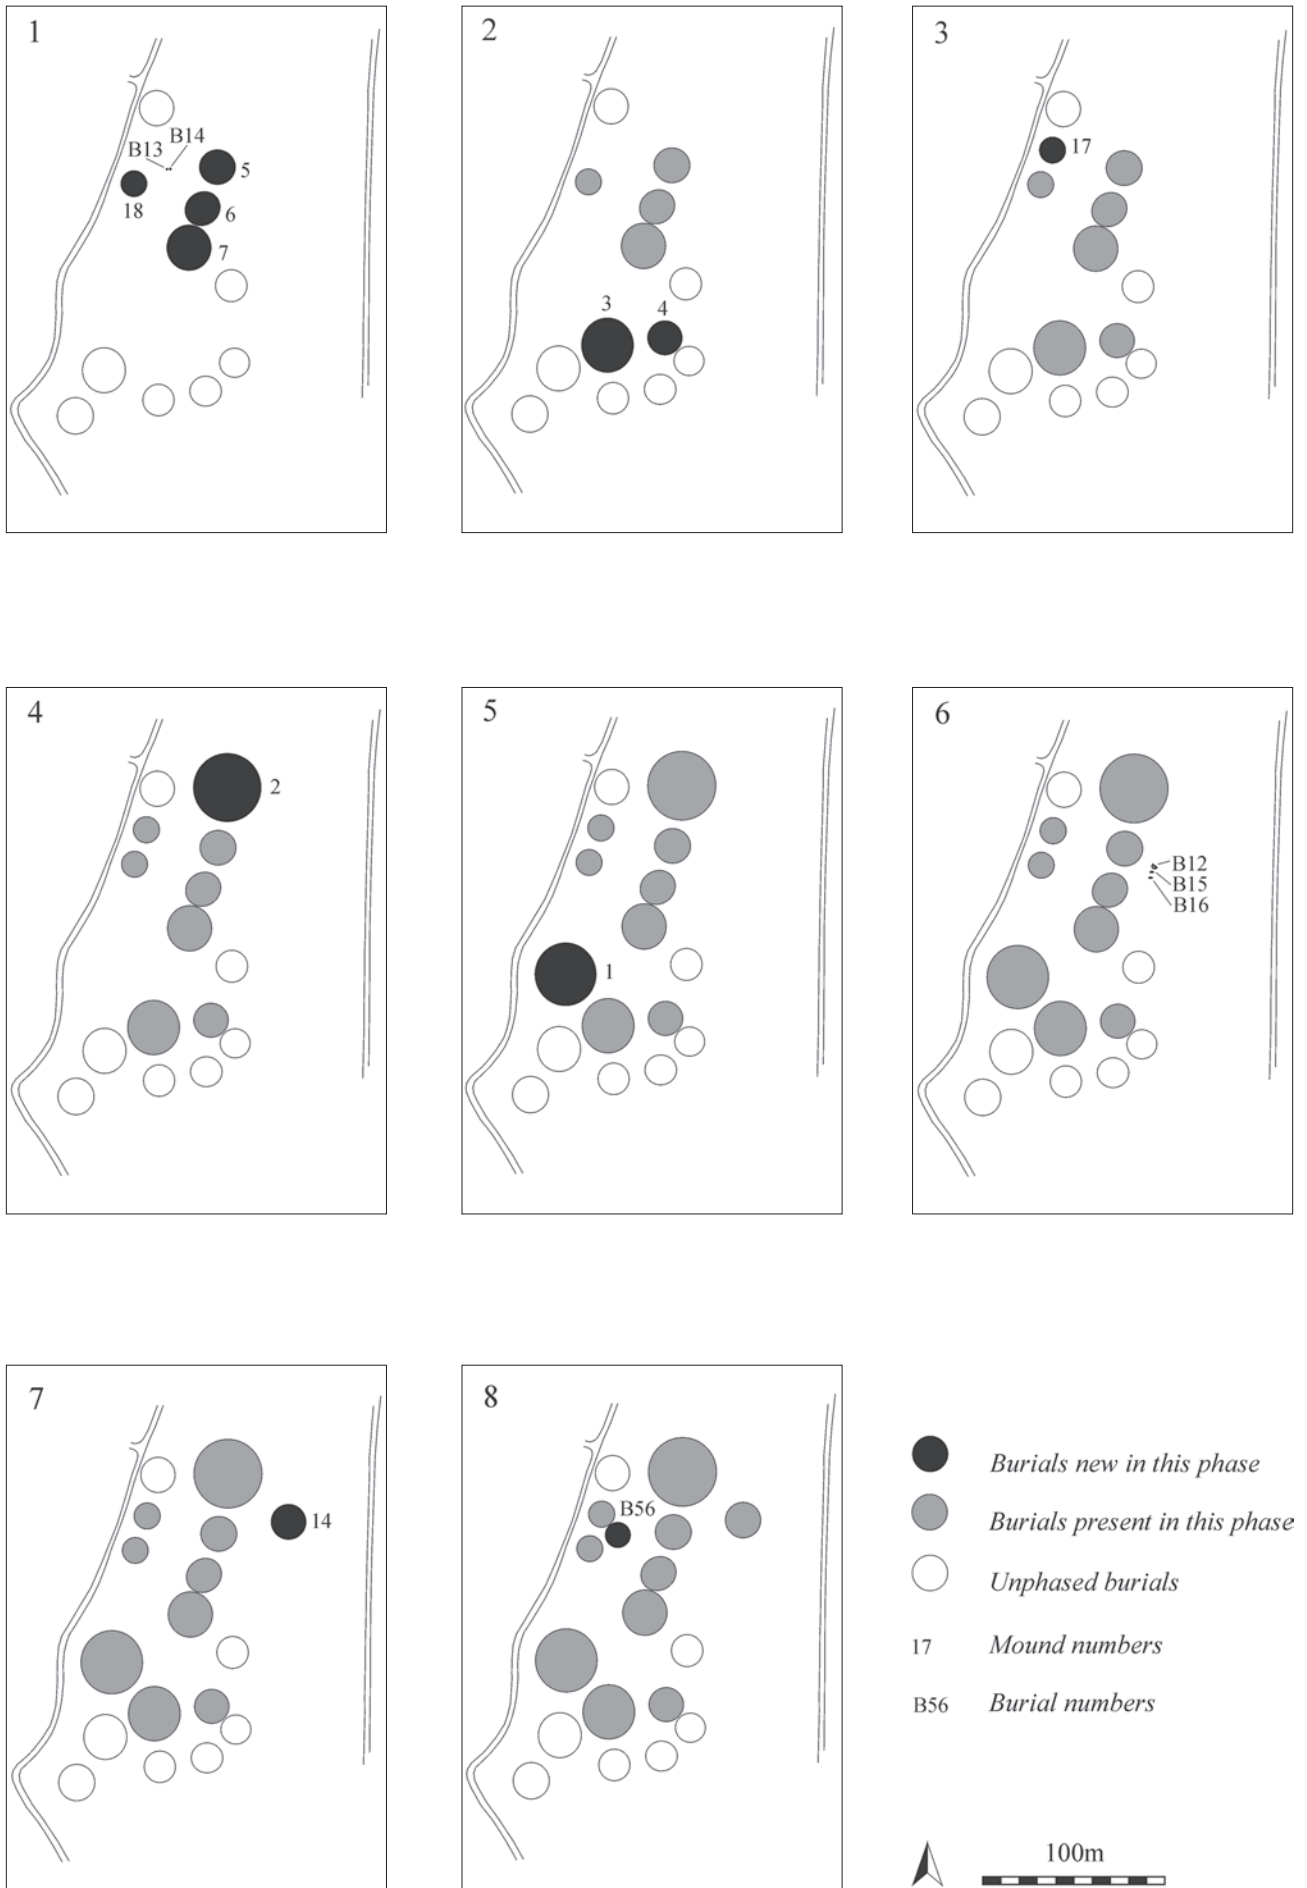 1
B14
B13
5
18
6
7
2
3
4
3
17
4
2
5
1
6
B12
B15
B16
7
14
8
B56
Burials new in this phase
Burials present in this phase
Unphased burials
17 Mound numbers
B56 Burial numbers
100m